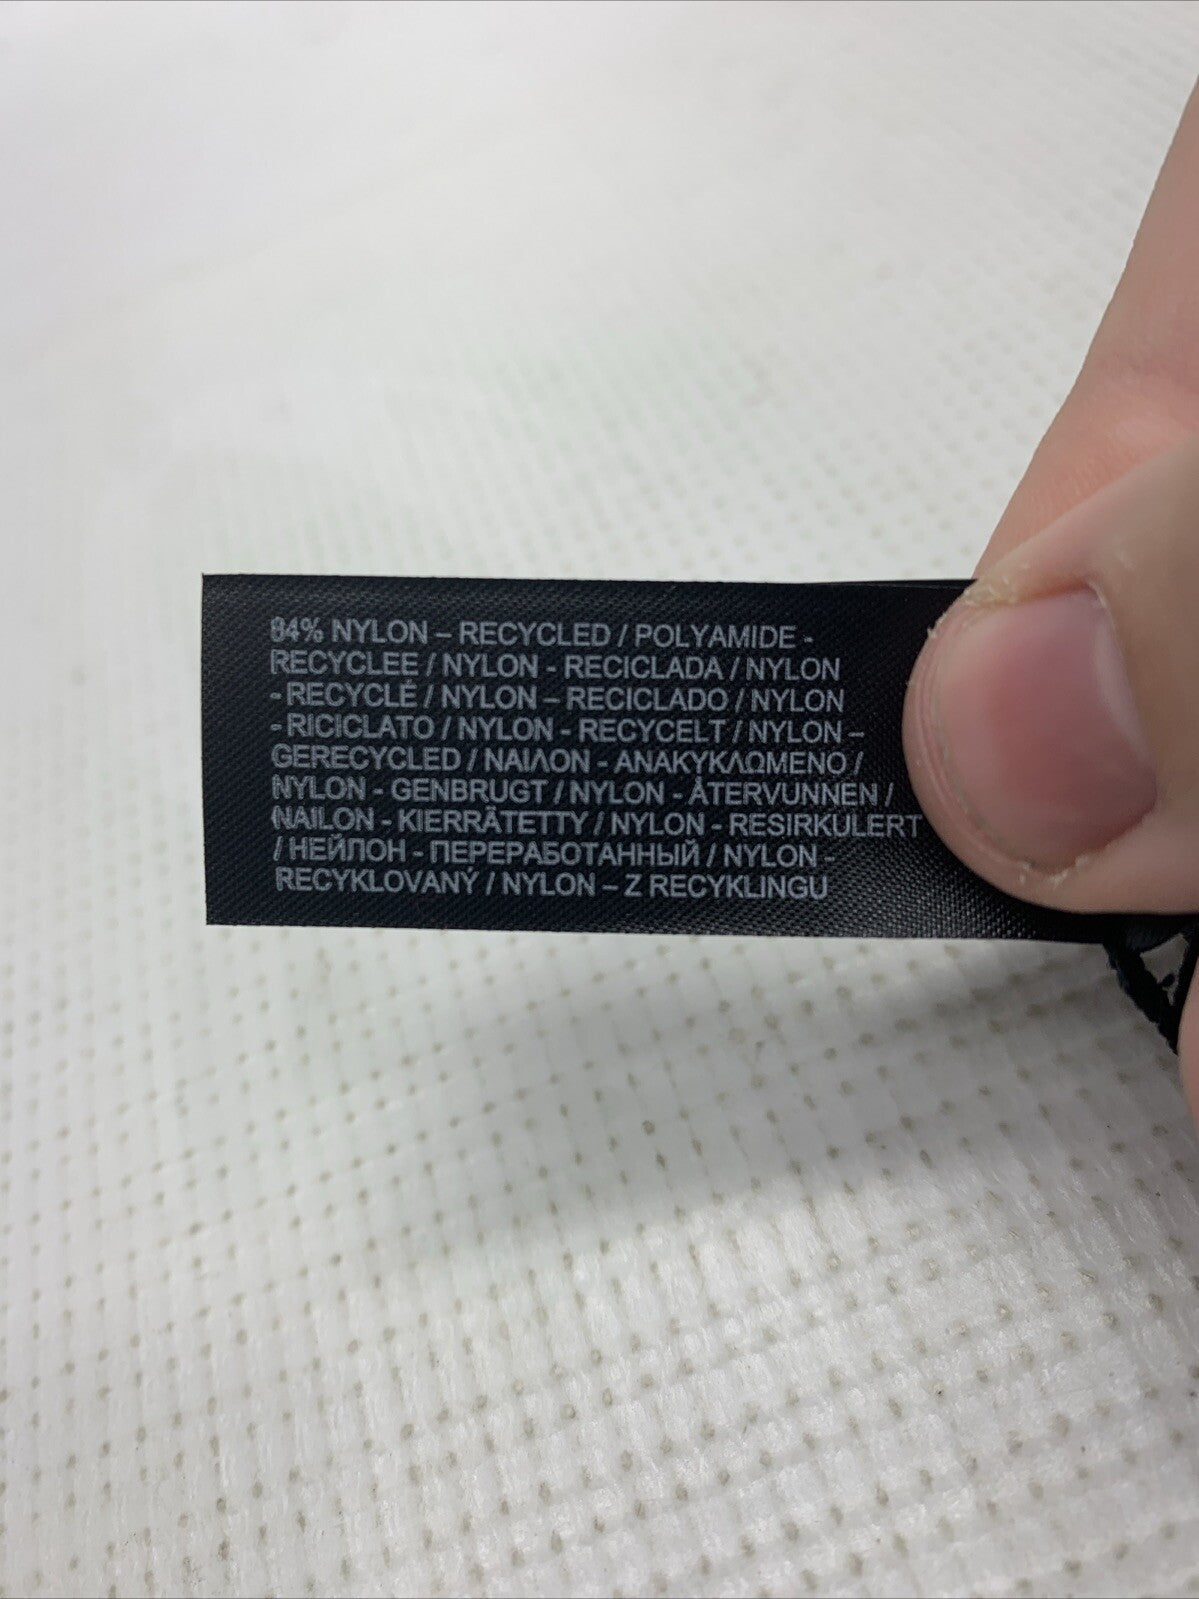 84% NYLON – RECYCLED / POLYAMIDE -
RECYCLEE / NYLON - RECICLADA / NYLON
- RECYCLÉ / NYLON – RECICLADO / NYLON
- RICICLATO / NYLON - RECYCELT / NYLON –
GERECYCLED / ΝΑΙΛΟΝ - ΑΝΑΚΥΚΛΩΜΕΝΟ /
NYLON - GENBRUGT / NYLON - ÅTERVUNNEN /
NAILON - KIERRÄTETTY / NYLON - RESIRKULERT
/ НЕЙЛОН - ПЕРЕРАБОТАННЫЙ / NYLON -
RECYKLOVANÝ / NYLON – Z RECYKLINGU